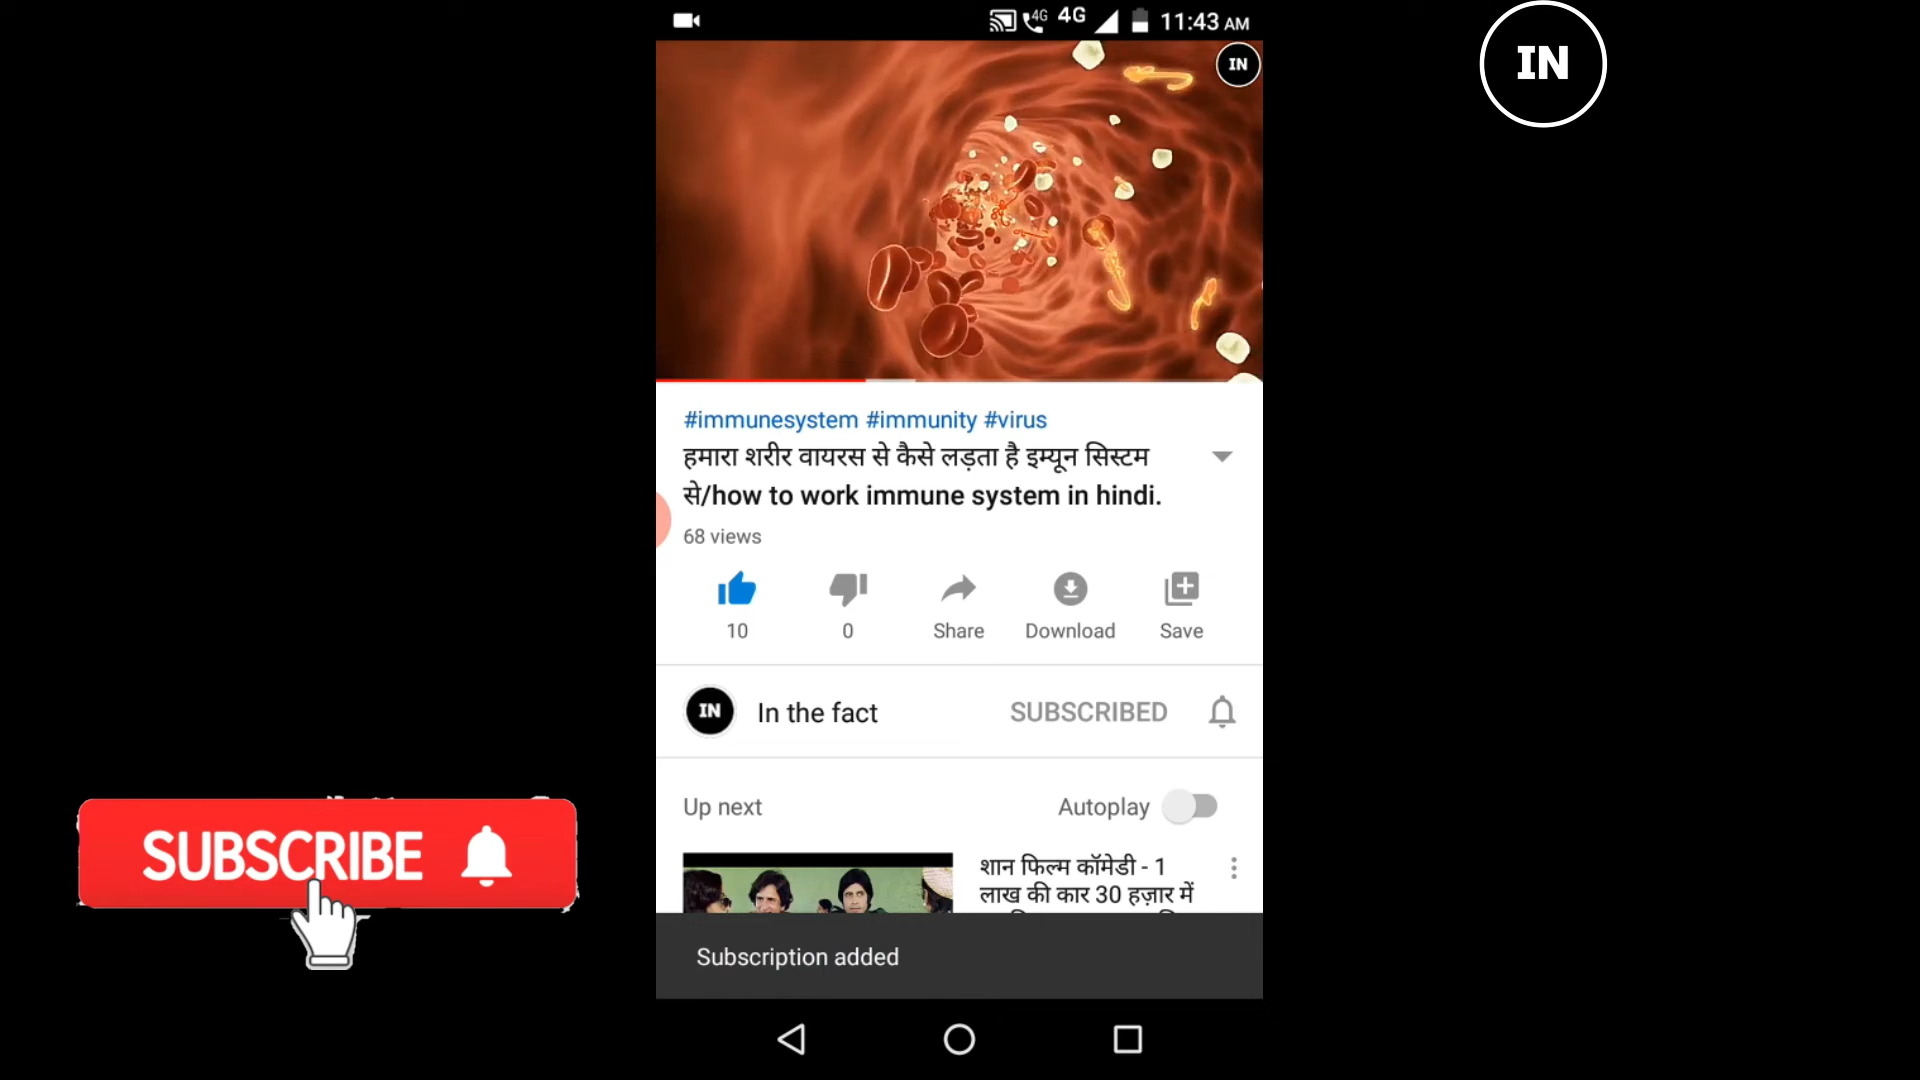 4G 4G 11:43 AM
IN
IN
#immunesystem #immunity #virus
हमारा शरीर वायरस से कैसे लड़ता है इम्यून सिस्टम
से/how to work immune system in hindi.
68 views
10 0 Share Download Save
IN In the fact SUBSCRIBED
Up next Autoplay
SUBSCRIBE
शान फिल्म कॉमेडी - 1
लाख की कार 30 हज़ार में
Subscription added